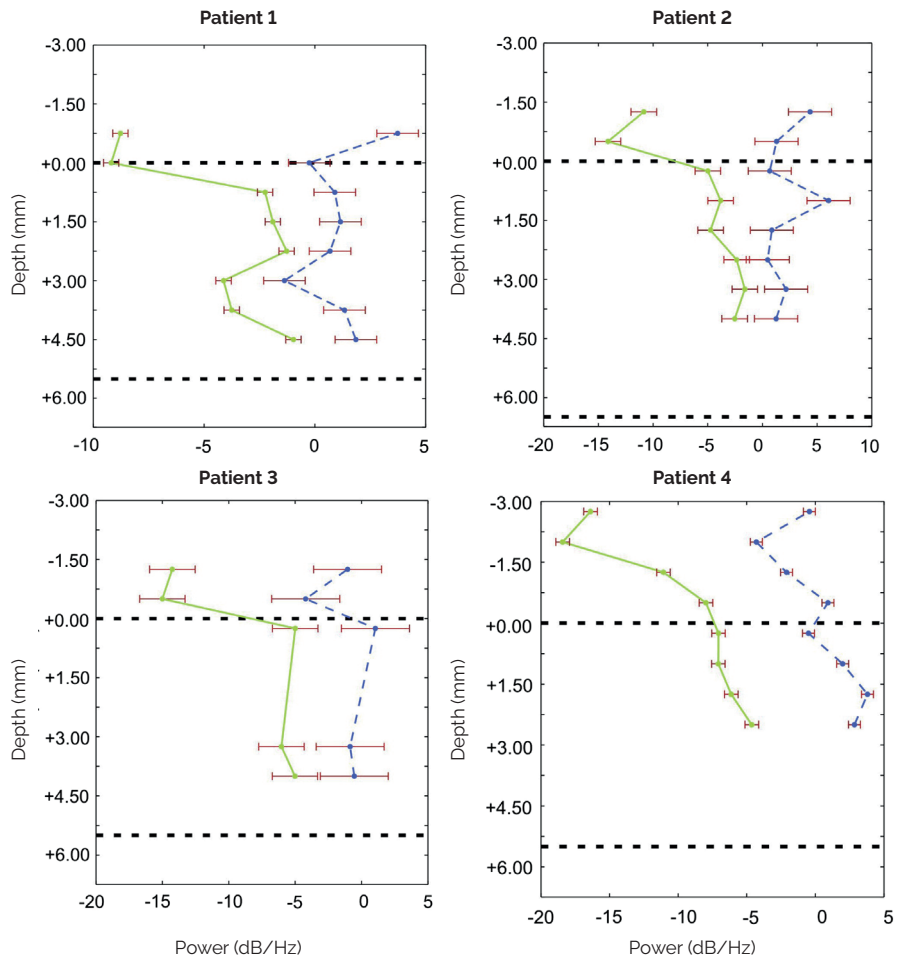 Patient 1
-3.00
-1.50
+0.00
+1.50
+3.00
+4.50
+6.00
Depth (mm)
-10 -5 0 5
Patient 2
-3.00
-1.50
+0.00
+1.50
+3.00
+4.50
+6.00
Depth (mm)
-20 -15 -10 -5 0 5 10
Patient 3
-3.00
-1.50
+0.00
+1.50
+3.00
+4.50
+6.00
Depth (mm)
-20 -15 -10 -5 0 5
Power (dB/Hz)
Patient 4
-3.00
-1.50
+0.00
+1.50
+3.00
+4.50
+6.00
Depth (mm)
-20 -15 -10 -5 0 5
Power (dB/Hz)